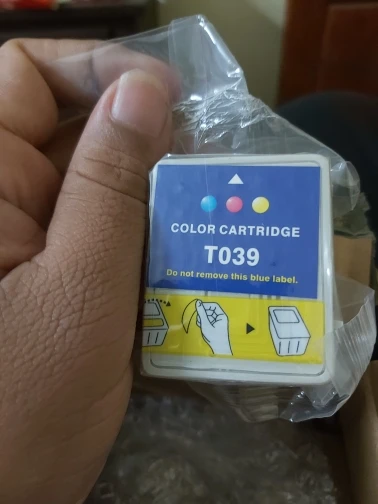 COLOR CARTRIDGE
T039
Do not remove this blue label.